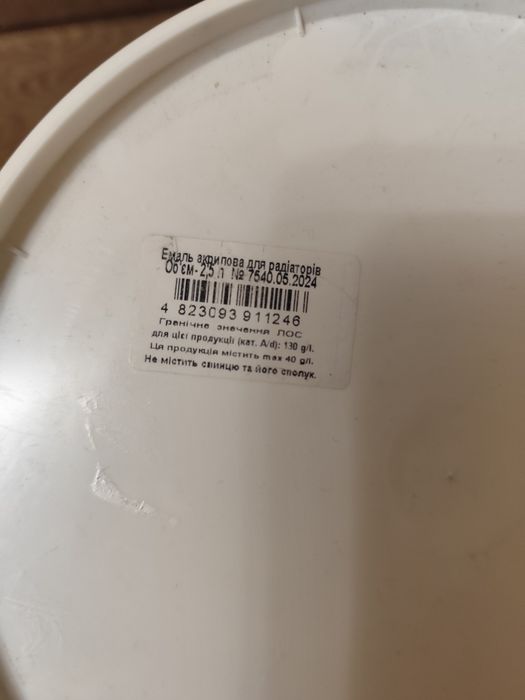 Емаль акрилова для радіаторів
Об'єм- 2,5 л № 7540.05.2024
4 823093 911246
Гранічне значення ЛОС
для цієї продукції (кат. A/d): 130 g/l.
Ця продукція містить max 40 g/l.
Не містить свинцю та його сполук.